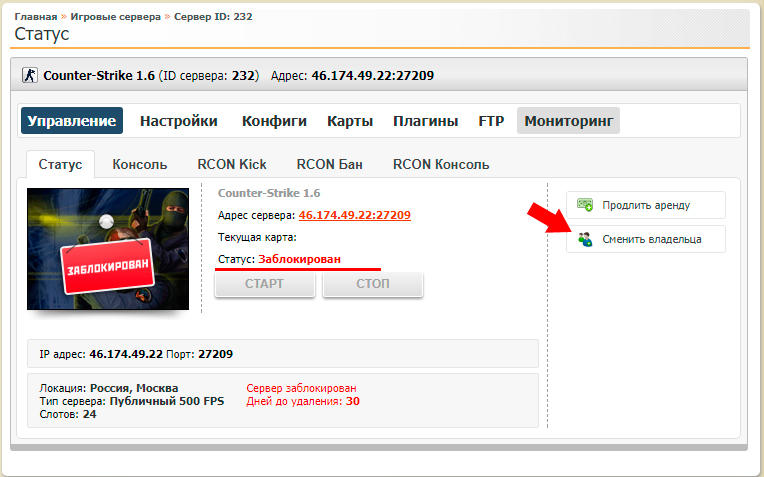 Главная » Игровые сервера » Сервер ID: 232
Статус
Counter-Strike 1.6 (ID сервера: 232) Адрес: 46.174.49.22:27209
Управление Настройки Конфиги Карты Плагины FTP Мониторинг
Статус Консоль RCON Kick RCON Бан RCON Консоль
ЗАБЛОКИРОВАН
Counter-Strike 1.6
Адрес сервера: 46.174.49.22:27209
Текущая карта:
Статус: Заблокирован
СТАРТ СТОП
Продлить аренду
Сменить владельца
IP адрес: 46.174.49.22 Порт: 27209
Локация: Россия, Москва
Тип сервера: Публичный 500 FPS
Слотов: 24
Сервер заблокирован
Дней до удаления: 30